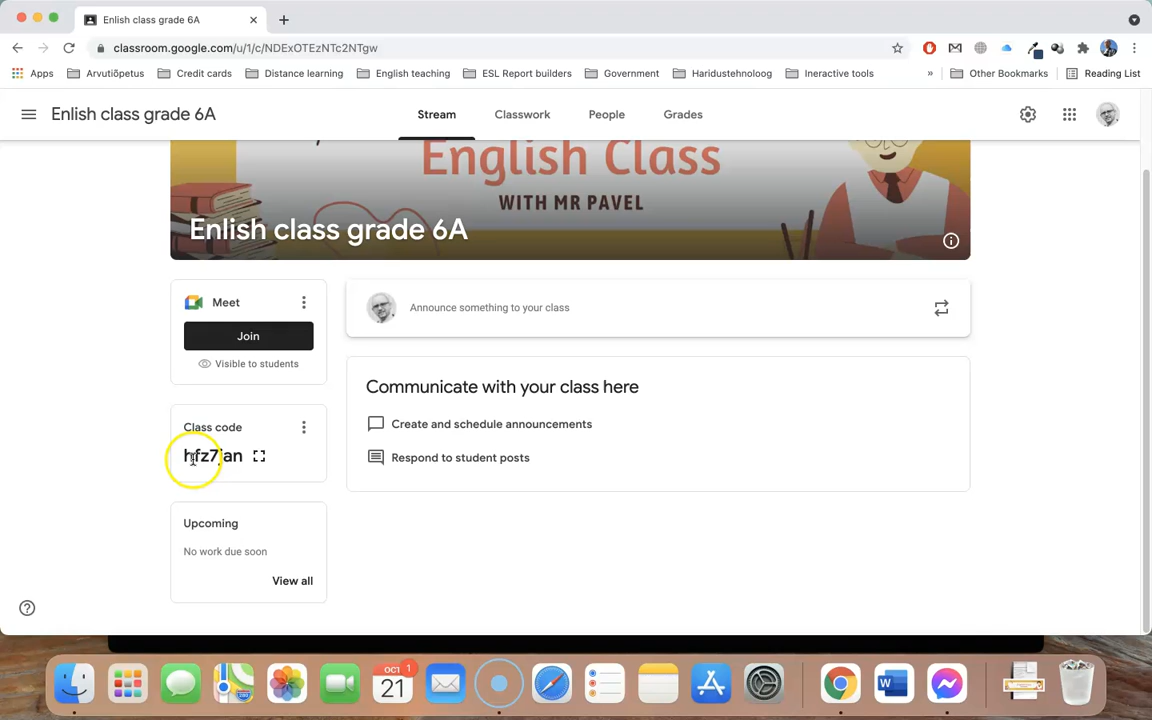 Enlish class grade 6A
classroom.google.com/u/1/c/NDExOTEzNTc2NTgw
Apps Arvutiõpetus Credit cards Distance learning English teaching ESL Report builders Government Haridustehnoloog Ineractive tools » Other Bookmarks Reading List
Enlish class grade 6A Stream Classwork People Grades
English Class
WITH MR PAVEL
Enlish class grade 6A
Meet
Join
Visible to students
Announce something to your class
Communicate with your class here
Create and schedule announcements
Respond to student posts
Class code
hfz7jan
Upcoming
No work due soon
View all
OCT 1
21
W